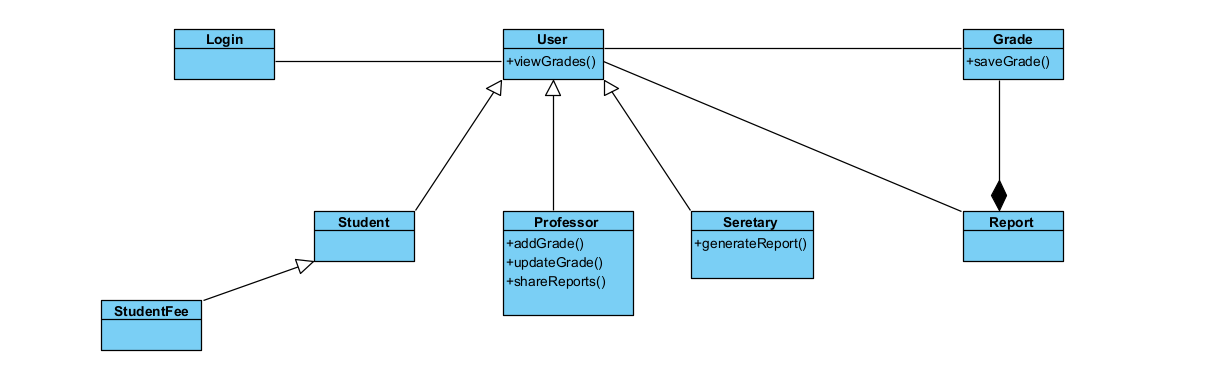 Login
User
+viewGrades()
Grade
+saveGrade()
Student
Professor
+addGrade()
+updateGrade()
+shareReports()
Seretary
+generateReport()
Report
StudentFee